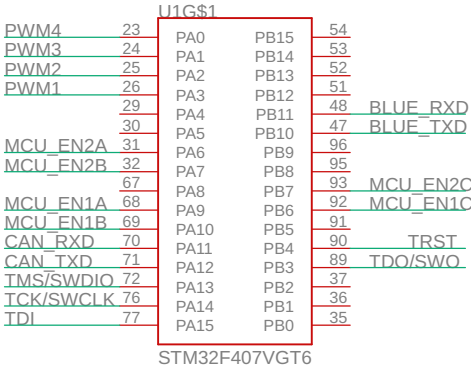 U1G$1
PWM4 23 PA0 PB15 54
PWM3 24 PA1 PB14 53
PWM2 25 PA2 PB13 52
PWM1 26 PA3 PB12 51
29 PA4 PB11 48 BLUE_RXD
30 PA5 PB10 47 BLUE_TXD
MCU_EN2A 31 PA6 PB9 96
MCU_EN2B 32 PA7 PB8 95
67 PA8 PB7 93 MCU_EN2C
MCU_EN1A 68 PA9 PB6 92 MCU_EN1C
MCU_EN1B 69 PA10 PB5 91
CAN_RXD 70 PA11 PB4 90 TRST
CAN_TXD 71 PA12 PB3 89 TDO/SWO
TMS/SWDIO 72 PA13 PB2 37
TCK/SWCLK 76 PA14 PB1 36
TDI 77 PA15 PB0 35
STM32F407VGT6